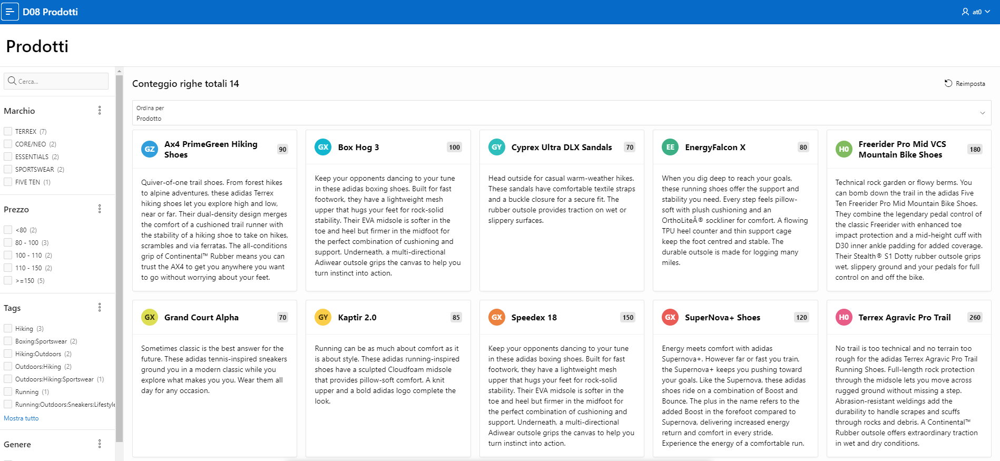 D08 Prodotti
at0
Prodotti
Cerca...
Marchio
TERREX (7)
CORE/NEO (2)
ESSENTIALS (2)
SPORTSWEAR (2)
FIVE TEN (1)
Prezzo
<80 (2)
80 - 100 (3)
100 - 110 (2)
110 - 150 (2)
>=150 (5)
Tags
Hiking (3)
Boxing:Sportswear (2)
Hiking:Outdoors (2)
Outdoors:Hiking (2)
Outdoors:Hiking:Sportswear (1)
Running (1)
Running:Outdoors:Sneakers:Lifestyle
Mostra tutto
Genere
Conteggio righe totali 14
Reimposta
Ordina per
Prodotto
GZ
Ax4 PrimeGreen Hiking
Shoes
90
Quiver-of-one trail shoes. From forest hikes
to alpine adventures, these adidas Terrex
hiking shoes let you explore high and low,
near or far. Their dual-density design merges
the comfort of a cushioned trail runner with
the stability of a hiking shoe to take on hikes,
scrambles and via ferratas. The all-conditions
grip of Continental™ Rubber means you can
trust the AX4 to get you anywhere you want
to go without worrying about your feet.
GX
Box Hog 3
100
Keep your opponents dancing to your tune
in these adidas boxing shoes. Built for fast
footwork, they have a lightweight mesh
upper that hugs your feet for rock-solid
stability. Their EVA midsole is softer in the
toe and heel but firmer in the midfoot for
the perfect combination of cushioning and
support. Underneath, a multi-directional
Adiwear outsole grips the canvas to help you
turn instinct into action.
GY
Cyprex Ultra DLX Sandals
70
Head outside for casual warm-weather hikes.
These sandals have comfortable textile straps
and a buckle closure for a secure fit. The
rubber outsole provides traction on wet or
slippery surfaces.
EE
EnergyFalcon X
80
When you dig deep to reach your goals,
these running shoes offer the support and
stability you need. Every step feels pillow-
soft with plush cushioning and an
OrthoLiteÂ® sockliner for comfort. A flowing
TPU heel counter and thin support cage
keep the foot centred and stable. The
durable outsole is made for logging many
miles.
H0
Freerider Pro Mid VCS
Mountain Bike Shoes
180
Technical rock garden or flowy berms. You
can bomb down the trail in the adidas Five
Ten Freerider Pro Mid Mountain Bike Shoes.
They combine the legendary pedal control of
the classic Freerider with enhanced toe
impact protection and a mid-height cuff with
D30 inner ankle padding for added coverage.
Their Stealth® S1 Dotty rubber outsole grips
wet, slippery ground and your pedals for full
control on and off the bike.
GX
Grand Court Alpha
70
Sometimes classic is the best answer for the
future. These adidas tennis-inspired sneakers
ground you in a modern classic while you
explore what makes you you. Wear them all
day for any occasion.
GY
Kaptir 2.0
85
Running can be as much about comfort as it
is about style. These adidas running-inspired
shoes have a sculpted Cloudfoam midsole
that provides pillow-soft comfort. A knit
upper and a bold adidas logo complete the
look.
GX
Speedex 18
150
Keep your opponents dancing to your tune
in these adidas boxing shoes. Built for fast
footwork, they have a lightweight mesh
upper that hugs your feet for rock-solid
stability. Their EVA midsole is softer in the
toe and heel but firmer in the midfoot for
the perfect combination of cushioning and
support. Underneath, a multi-directional
Adiwear outsole grips the canvas to help you
turn instinct into action.
GX
SuperNova+ Shoes
120
Energy meets comfort with adidas
Supernova+. However far or fast you train,
the Supernova+ keeps you pushing toward
your goals. Like the Supernova, these adidas
shoes ride on a combination of Boost and
Bounce. The plus in the name refers to the
added Boost in the forefoot compared to
Supernova, delivering increased energy
return and comfort in every stride.
Experience the energy of a comfortable run.
H0
Terrex Agravic Pro Trail
260
No trail is too technical and no terrain too
rough for the adidas Terrex Agravic Pro Trail
Running Shoes. Full-length rock protection
through the midsole lets you move across
rugged ground without missing a step.
Abrasion-resistant weldings add the
durability to handle scrapes and scuffs
through rocks and debris. A Continental™
Rubber outsole offers extraordinary traction
in wet and dry conditions.